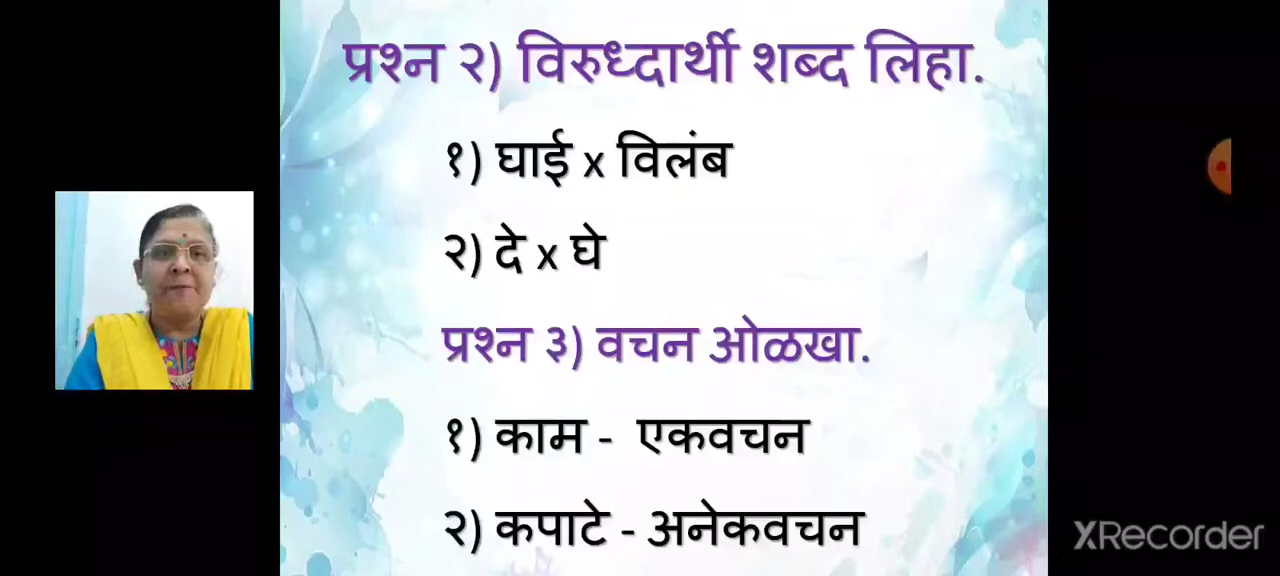 प्रश्न २) विरुध्दार्थी शब्द लिहा.
१) घाई x विलंब
२) दे x घे
प्रश्न ३) वचन ओळखा.
१) काम - एकवचन
२) कपाटे - अनेकवचन
XRecorder